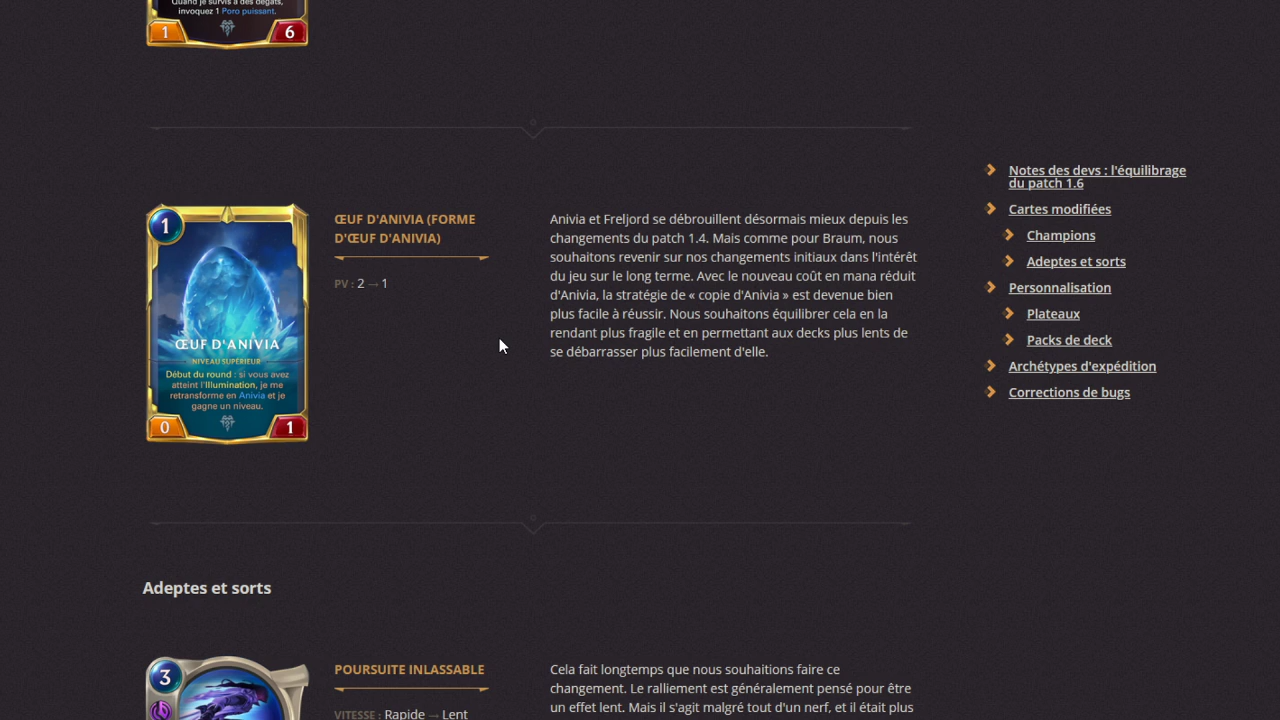 Quand je survis à des dégâts,
invoquez 1 Poro puissant.
1
6
1
ŒUF D'ANIVIA
NIVEAU SUPÉRIEUR
Début du round : si vous avez
atteint l'Illumination, je me
retransforme en Anivia et je
gagne un niveau.
0
1
ŒUF D'ANIVIA (FORME
D'ŒUF D'ANIVIA)
PV : 2 → 1
Anivia et Freljord se débrouillent désormais mieux depuis les
changements du patch 1.4. Mais comme pour Braum, nous
souhaitons revenir sur nos changements initiaux dans l'intérêt
du jeu sur le long terme. Avec le nouveau coût en mana réduit
d'Anivia, la stratégie de « copie d'Anivia » est devenue bien
plus facile à réussir. Nous souhaitons équilibrer cela en la
rendant plus fragile et en permettant aux decks plus lents de
se débarrasser plus facilement d'elle.
Notes des devs : l'équilibrage
du patch 1.6
Cartes modifiées
Champions
Adeptes et sorts
Personnalisation
Plateaux
Packs de deck
Archétypes d'expédition
Corrections de bugs
Adeptes et sorts
3
POURSUITE INLASSABLE
VITESSE : Rapide → Lent
Cela fait longtemps que nous souhaitions faire ce
changement. Le ralliement est généralement pensé pour être
un effet lent. Mais il s'agit malgré tout d'un nerf, et il était plus